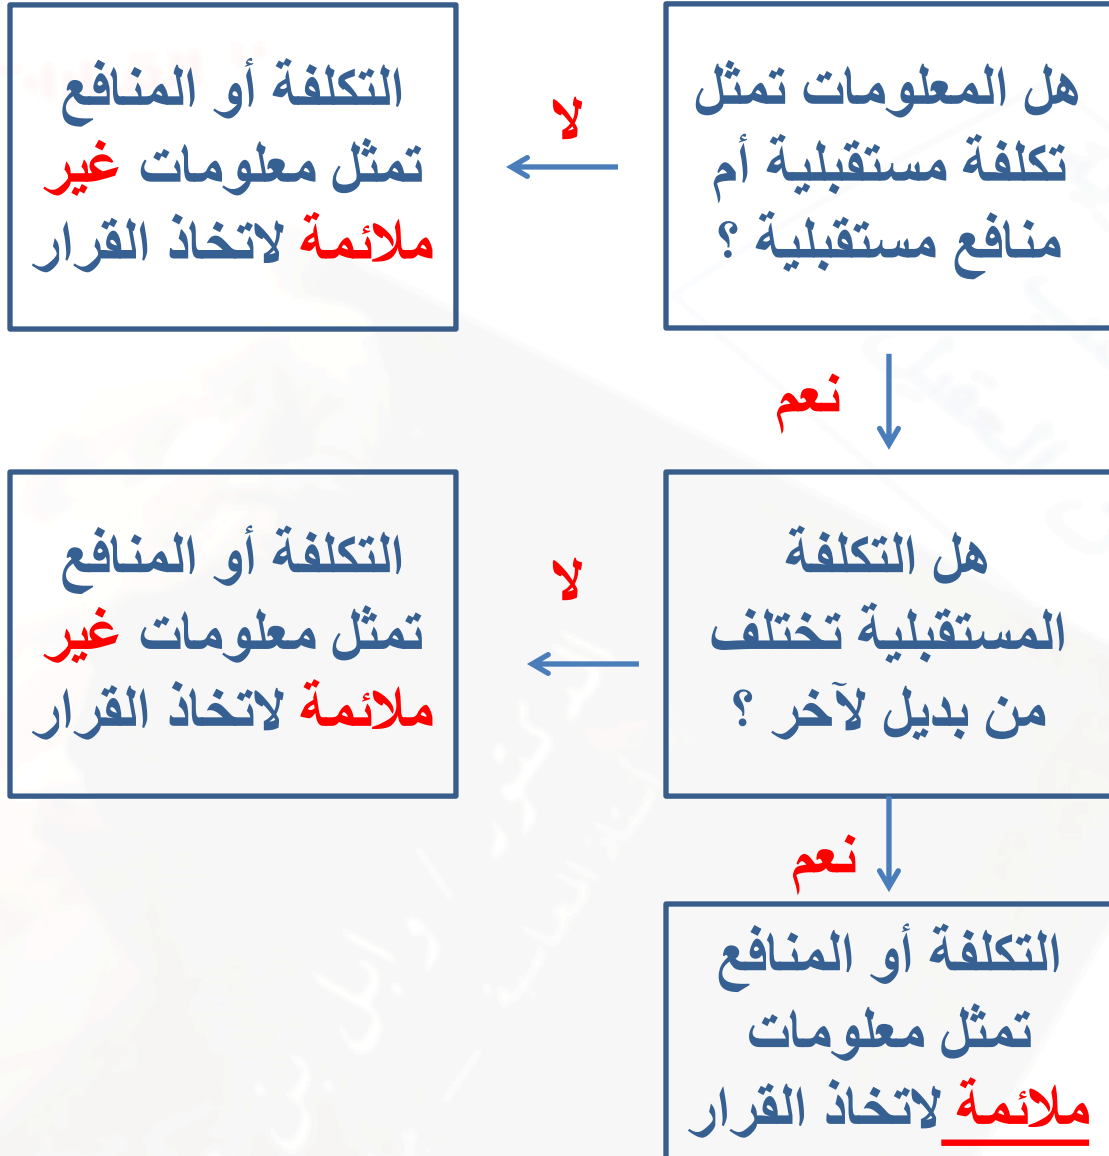 هل المعلومات تمثل
تكلفة مستقبلية أم
منافع مستقبلية ؟
لا
التكلفة أو المنافع
تمثل معلومات غير
ملائمة لاتخاذ القرار
نعم
هل التكلفة
المستقبلية تختلف
من بديل لآخر ؟
لا
التكلفة أو المنافع
تمثل معلومات غير
ملائمة لاتخاذ القرار
نعم
التكلفة أو المنافع
تمثل معلومات
ملائمة لاتخاذ القرار